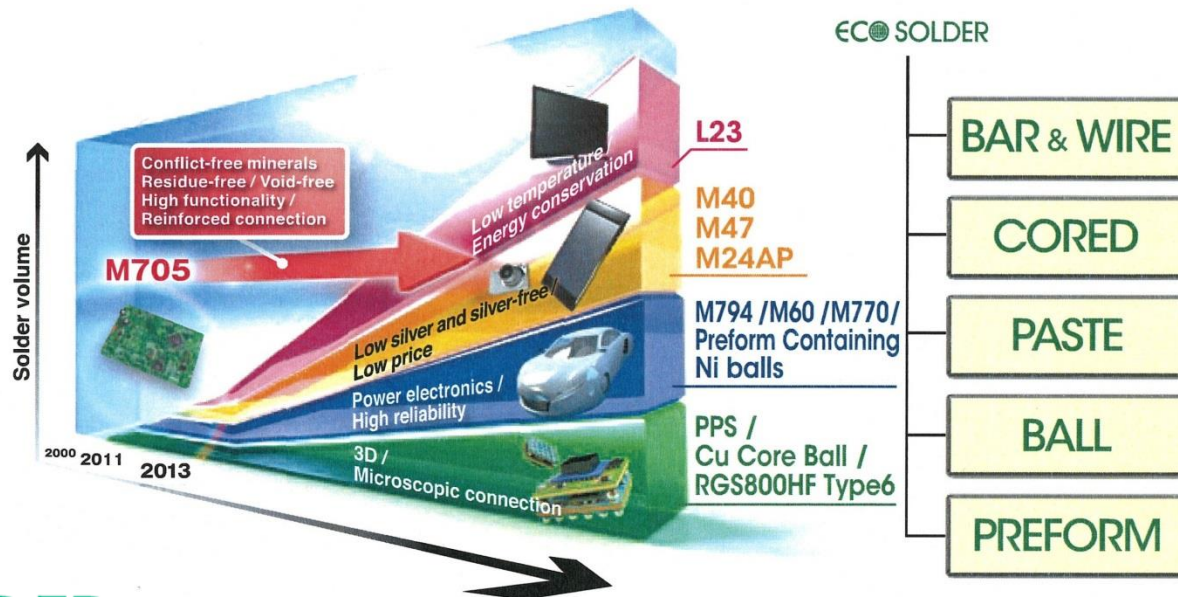 ECO SOLDER
Solder volume
Conflict-free minerals
Residue-free / Void-free
High functionality /
Reinforced connection
M705
Low temperature /
Energy conservation
Low silver and silver-free /
Low price
Power electronics /
High reliability
3D /
Microscopic connection
2000 2011 2013
L23
M40
M47
M24AP
M794 /M60 /M770/
Preform Containing
Ni balls
PPS /
Cu Core Ball /
RGS800HF Type6
BAR & WIRE
CORED
PASTE
BALL
PREFORM